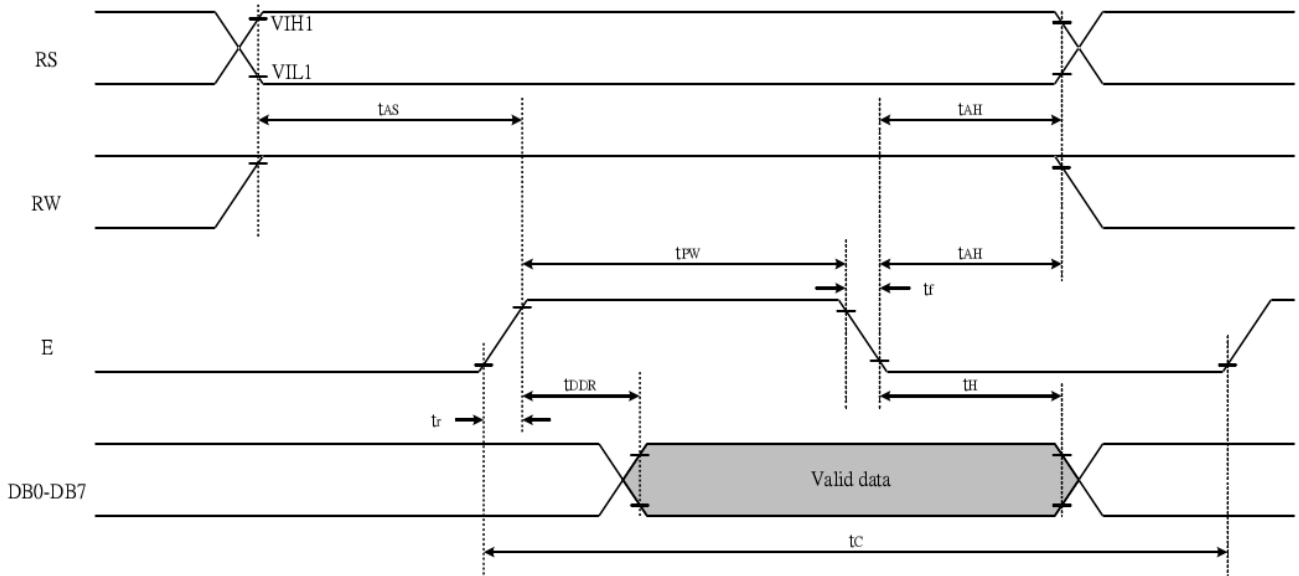 VIH1
RS
VIL1
tAS
tAH
RW
tPW
tAH
tf
E
tDDR
tH
tr
Valid data
DB0-DB7
tC